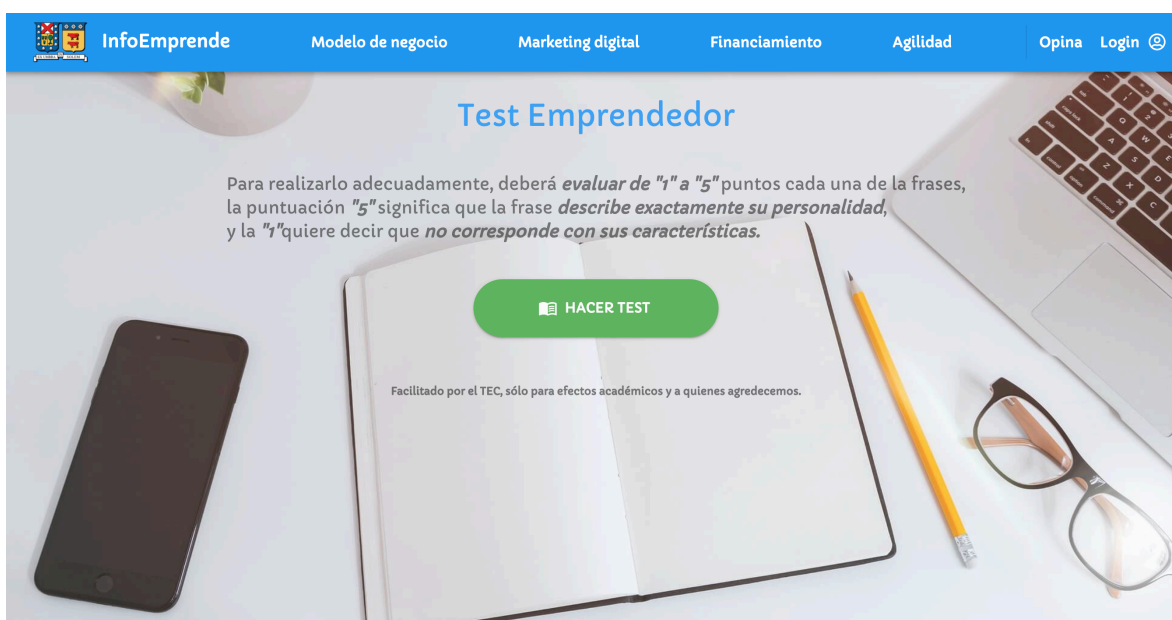 InfoEmprende
Modelo de negocio
Marketing digital
Financiamiento
Agilidad
Opina
Login
Test Emprendedor
Para realizarlo adecuadamente, deberá evaluar de "1" a "5" puntos cada una de la frases,
la puntuación "5" significa que la frase describe exactamente su personalidad,
y la "1"quiere decir que no corresponde con sus características.
HACER TEST
Facilitado por el TEC, sólo para efectos académicos y a quienes agredecemos.